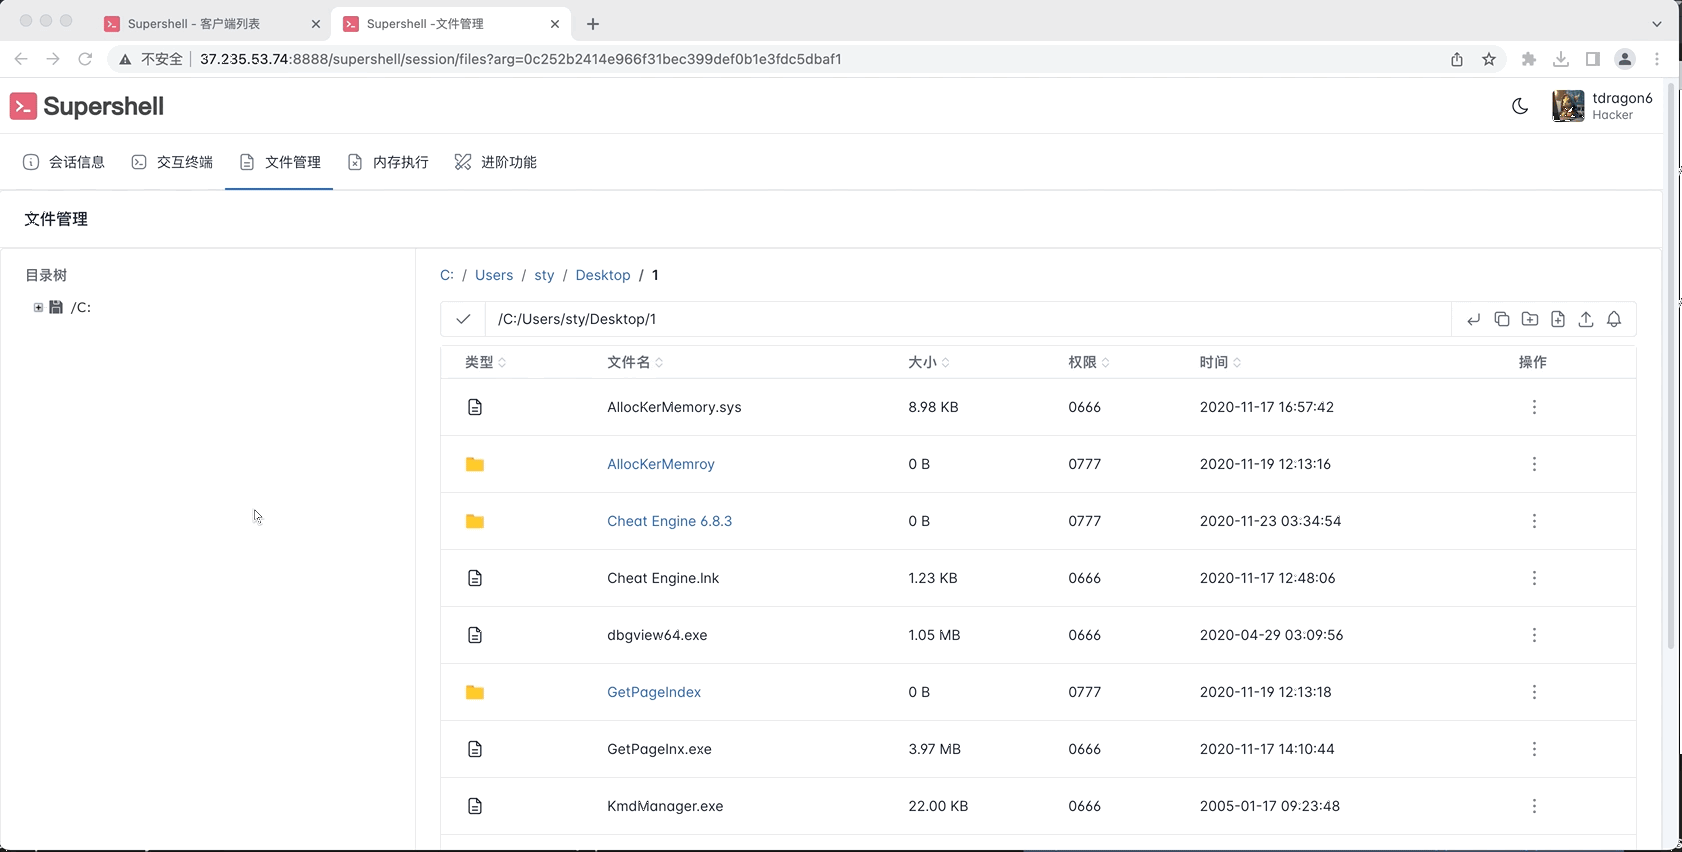 Supershell - 客户端列表
Supershell -文件管理
不安全 37.235.53.74:8888/supershell/session/files?arg=0c252b2414e966f31bec399def0b1e3fdc5dbaf1
Supershell
tdragon6
Hacker
会话信息 交互终端 文件管理 内存执行 进阶功能
文件管理
目录树
/C:
C: / Users / sty / Desktop / 1
/C:/Users/sty/Desktop/1
类型 文件名 大小 权限 时间 操作
AllocKerMemory.sys 8.98 KB 0666 2020-11-17 16:57:42
AllocKerMemroy 0 B 0777 2020-11-19 12:13:16
Cheat Engine 6.8.3 0 B 0777 2020-11-23 03:34:54
Cheat Engine.lnk 1.23 KB 0666 2020-11-17 12:48:06
dbgview64.exe 1.05 MB 0666 2020-04-29 03:09:56
GetPageIndex 0 B 0777 2020-11-19 12:13:18
GetPageInx.exe 3.97 MB 0666 2020-11-17 14:10:44
KmdManager.exe 22.00 KB 0666 2005-01-17 09:23:48